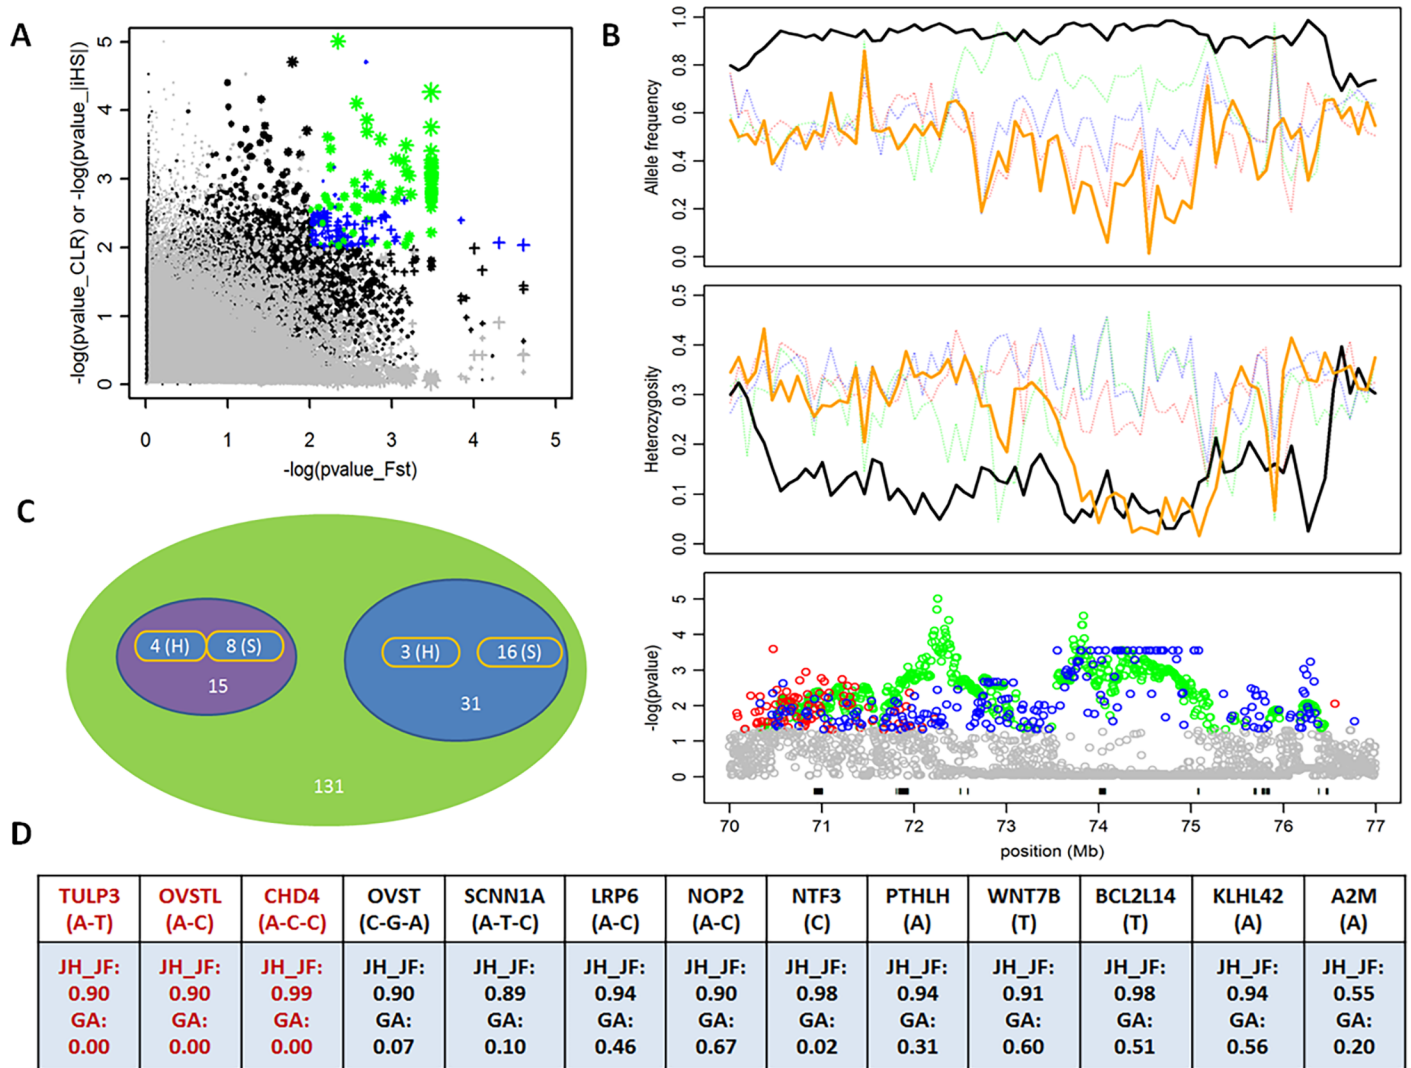 A
-log(pvalue_CLR) or -log(pvalue_|iHS|)
5
4
3
2
1
0
0 1 2 3 4 5
-log(pvalue_Fst)
B
Allele frequency
1.0
0.8
0.6
0.4
0.2
0.0
Heterozygosity
0.5
0.4
0.3
0.2
0.1
0.0
-log(pvalue)
5
4
3
2
1
0
70 71 72 73 74 75 76 77
position (Mb)
C
4 (H) 8 (S)
15
3 (H) 16 (S)
31
131
D
TULP3 OVSTL CHD4 OVST SCNN1A LRP6 NOP2 NTF3 PTHLH WNT7B BCL2L14 KLHL42 A2M
(A-T) (A-C) (A-C-C) (C-G-A) (A-T-C) (A-C) (A-C) (C) (A) (T) (T) (A) (A)
JH_JF: JH_JF: JH_JF: JH_JF: JH_JF: JH_JF: JH_JF: JH_JF: JH_JF: JH_JF: JH_JF: JH_JF: JH_JF:
0.90 0.90 0.99 0.90 0.89 0.94 0.90 0.98 0.94 0.91 0.98 0.94 0.55
GA: GA: GA: GA: GA: GA: GA: GA: GA: GA: GA: GA: GA:
0.00 0.00 0.00 0.07 0.10 0.46 0.67 0.02 0.31 0.60 0.51 0.56 0.20